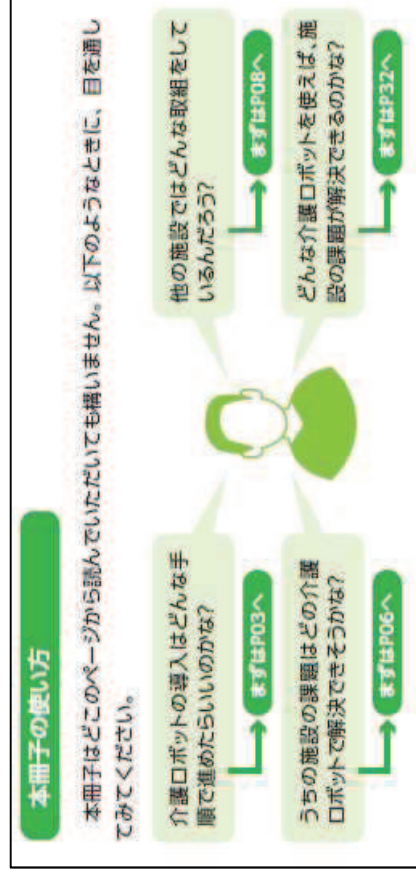 本冊子の使い方
本冊子はどこのページから読んでいただいても構いません。以下のようなときに、目を通し
てみてください。
介護ロボットの導入はどんな手
順で進めたらいいのかな?
まずはP03へ
他の施設ではどんな取組をして
いるんだろう?
まずはP08へ
うちの施設の課題はどの介護
ロボットで解決できそうかな?
まずはP06へ
どんな介護ロボットを使えば、施
設の課題が解決できるのかな?
まずはP32へ